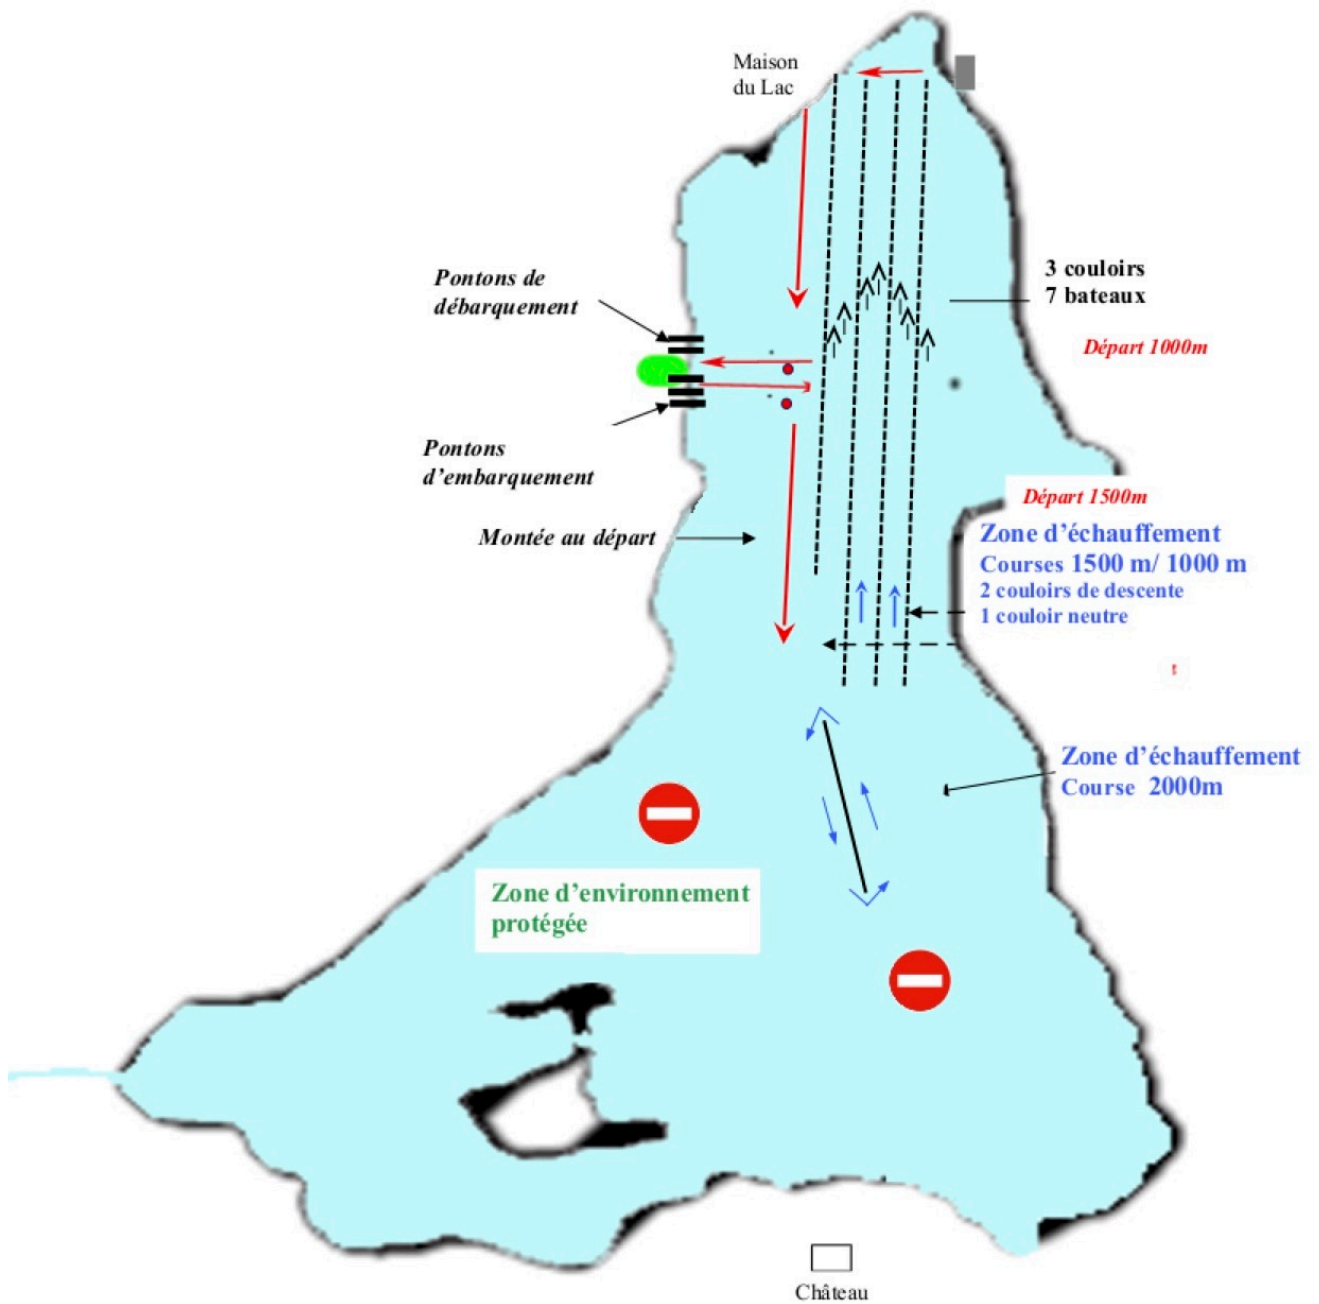 Maison
du Lac
Pontons de
débarquement
3 couloirs
7 bateaux
Départ 1000m
Pontons
d’embarquement
Départ 1500m
Montée au départ
Zone d’échauffement
Courses 1500 m/ 1000 m
2 couloirs de descente
1 couloir neutre
Zone d’échauffement
Course 2000m
Zone d’environnement
protégée
Château